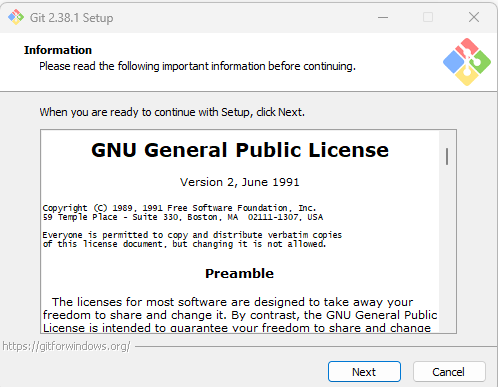 Git 2.38.1 Setup
Information
Please read the following important information before continuing.
When you are ready to continue with Setup, click Next.
GNU General Public License
Version 2, June 1991
Copyright (C) 1989, 1991 Free Software Foundation, Inc.
59 Temple Place - Suite 330, Boston, MA  02111-1307, USA
Everyone is permitted to copy and distribute verbatim copies
of this license document, but changing it is not allowed.
Preamble
The licenses for most software are designed to take away your
freedom to share and change it. By contrast, the GNU General Public
License is intended to guarantee your freedom to share and change
https://gitforwindows.org/
Next
Cancel